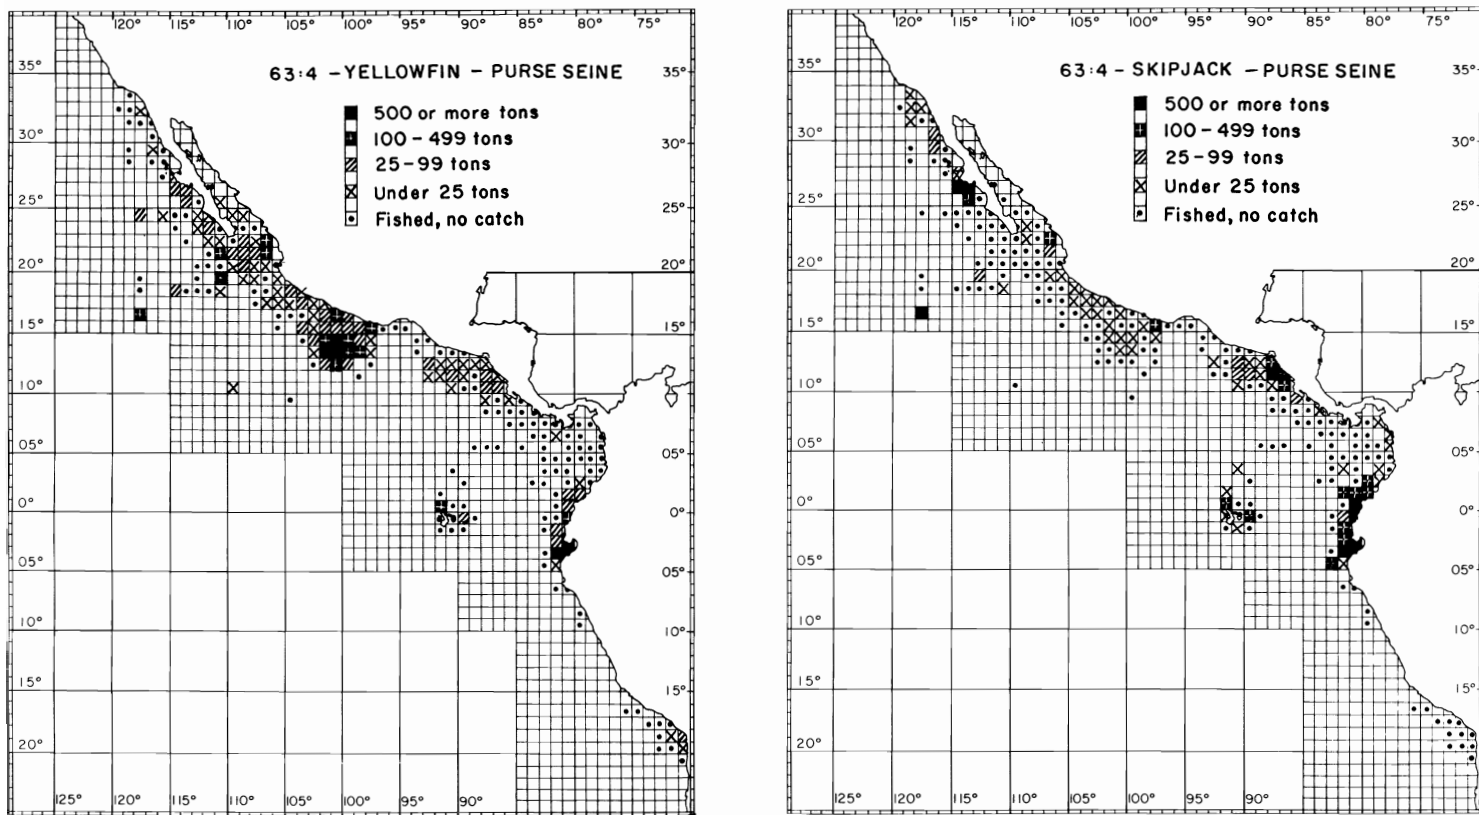 120° 115° 110° 105° 100° 95° 90° 85° 80° 75°
63:4 - YELLOWFIN - PURSE SEINE
500 or more tons
100 - 499 tons
25-99 tons
Under 25 tons
Fished, no catch
35° 35°
30° 30°
25° 25°
20° 20°
15° 15°
10° 10°
05° 05°
0° 0°
05° 05°
10° 10°
15° 15°
20°
125° 120° 115° 110° 105° 100° 95° 90°
120° 115° 110° 105° 100° 95° 90° 85° 80° 75°
63:4 - SKIPJACK - PURSE SEINE
500 or more tons
100 - 499 tons
25-99 tons
Under 25 tons
Fished, no catch
35° 35°
30° 30°
25° 25°
20° 20°
15° 15°
10° 10°
05° 05°
0° 0°
05° 05°
10° 10°
15° 15°
20°
125° 120° 115° 110° 105° 100° 95° 90°